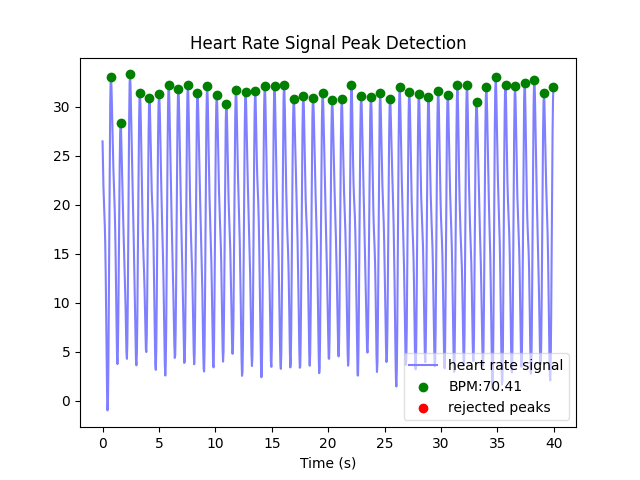 Heart Rate Signal Peak Detection
30
25
20
15
10
5
0
heart rate signal
BPM:70.41
rejected peaks
0 5 10 15 20 25 30 35 40
Time (s)